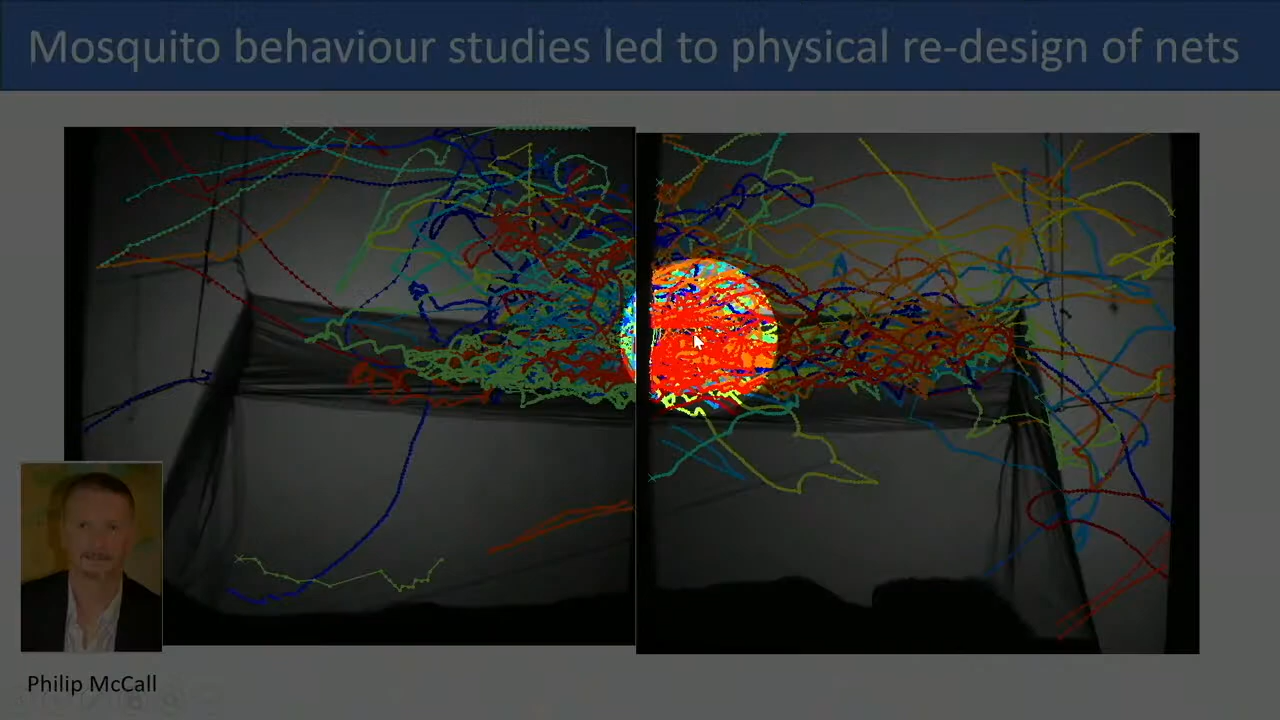 Mosquito behaviour studies led to physical re-design of nets
Philip McCall